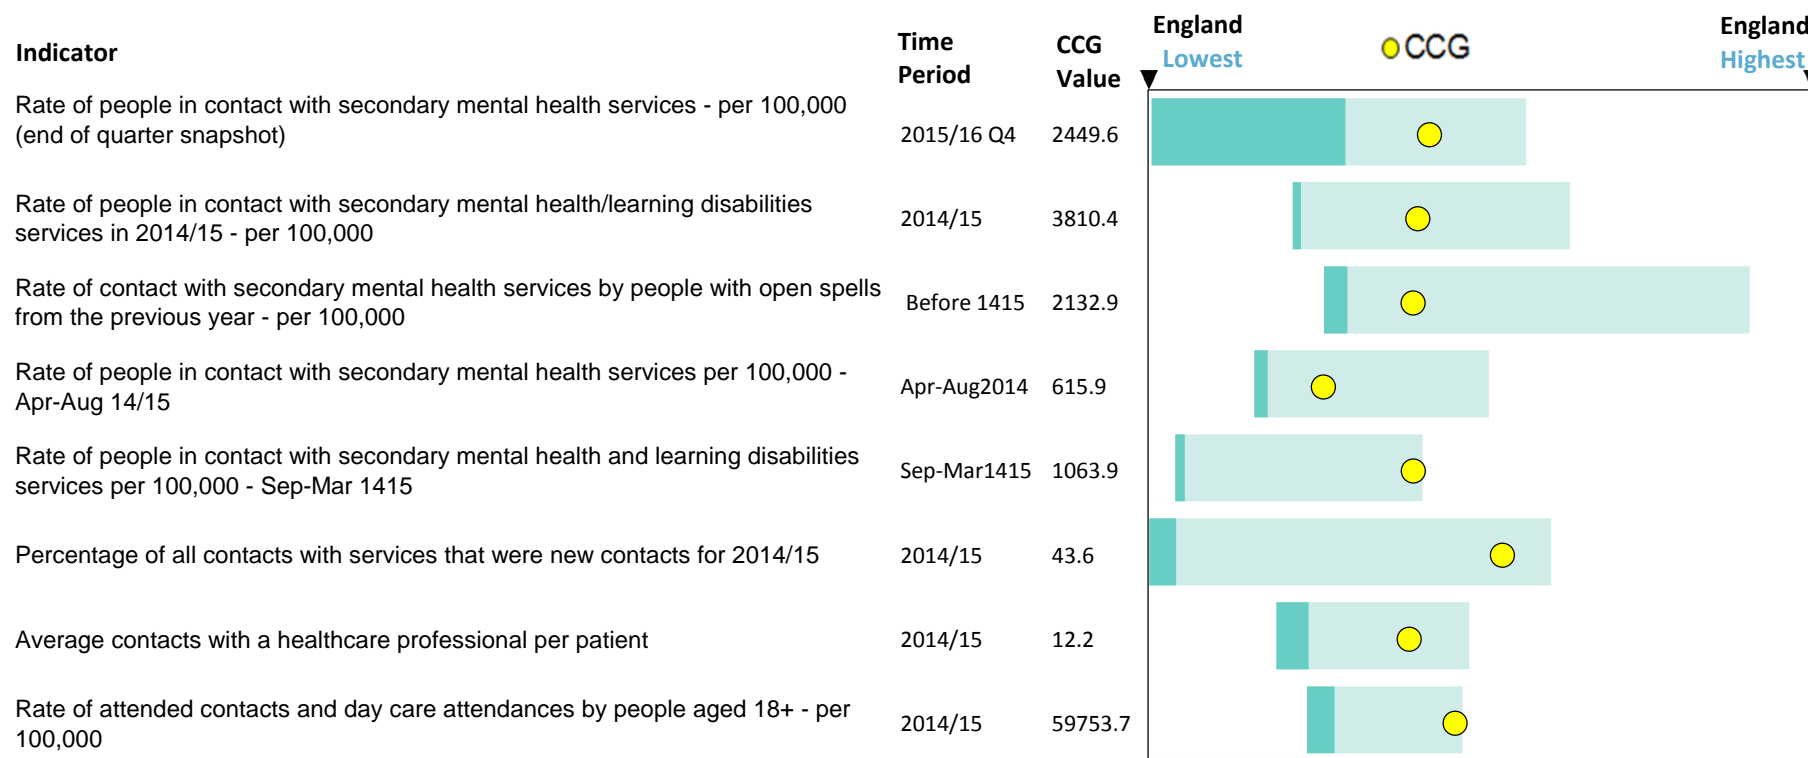 Indicator
Time Period
CCG Value
England Lowest
CCG
England Highest
Rate of people in contact with secondary mental health services - per 100,000
(end of quarter snapshot)
2015/16 Q4
2449.6
Rate of people in contact with secondary mental health/learning disabilities
services in 2014/15 - per 100,000
2014/15
3810.4
Rate of contact with secondary mental health services by people with open spells
from the previous year - per 100,000
Before 1415
2132.9
Rate of people in contact with secondary mental health services per 100,000 -
Apr-Aug 14/15
Apr-Aug2014
615.9
Rate of people in contact with secondary mental health and learning disabilities
services per 100,000 - Sep-Mar 1415
Sep-Mar1415
1063.9
Percentage of all contacts with services that were new contacts for 2014/15
2014/15
43.6
Average contacts with a healthcare professional per patient
2014/15
12.2
Rate of attended contacts and day care attendances by people aged 18+ - per
100,000
2014/15
59753.7